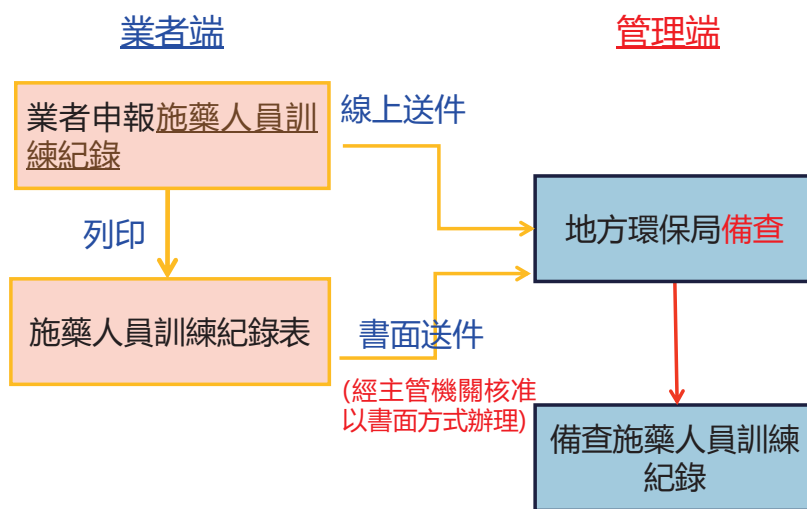 業者端
管理端
業者申報施藥人員訓
練紀錄
線上送件
列印
地方環保局備查
施藥人員訓練紀錄表
書面送件
(經主管機關核准
以書面方式辦理)
備查施藥人員訓練
紀錄